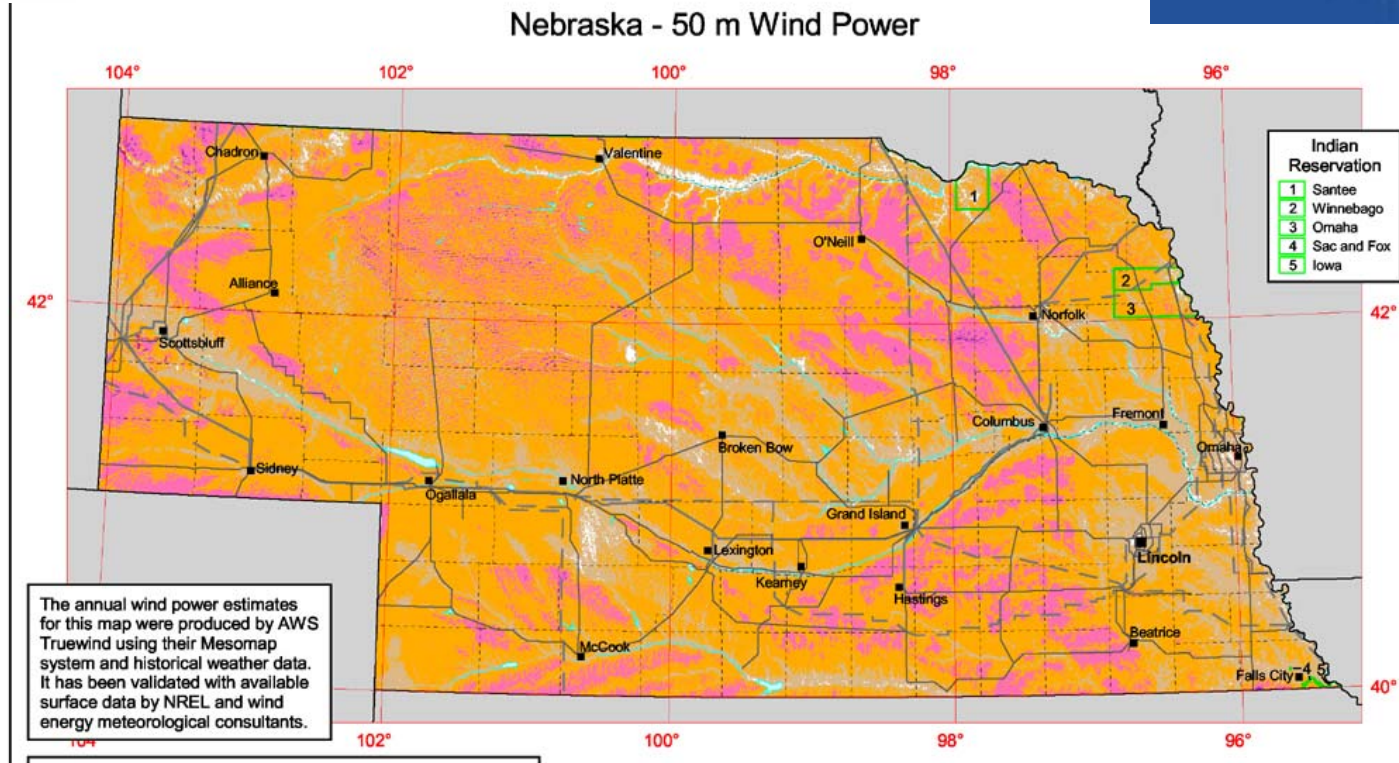 Nebraska - 50 m Wind Power
104°
102°
100°
98°
96°
Indian
Reservation
1 Santee
2 Winnebago
3 Omaha
4 Sac and Fox
5 Iowa
Chadron
Valentine
1
O'Neill
Alliance
2
42°
42°
3
Norfolk
Scottsbluff
Fremont
Columbus
Broken Bow
Omaha
Sidney
North Platte
Ogallala
Grand Island
Lexington
Lincoln
Kearney
Hastings
The annual wind power estimates
for this map were produced by AWS
Truewind using their Mesomap
system and historical weather data.
It has been validated with available
surface data by NREL and wind
energy meteorological consultants.
Beatrice
McCook
4 5
Falls City
40°
104°
102°
100°
98°
96°